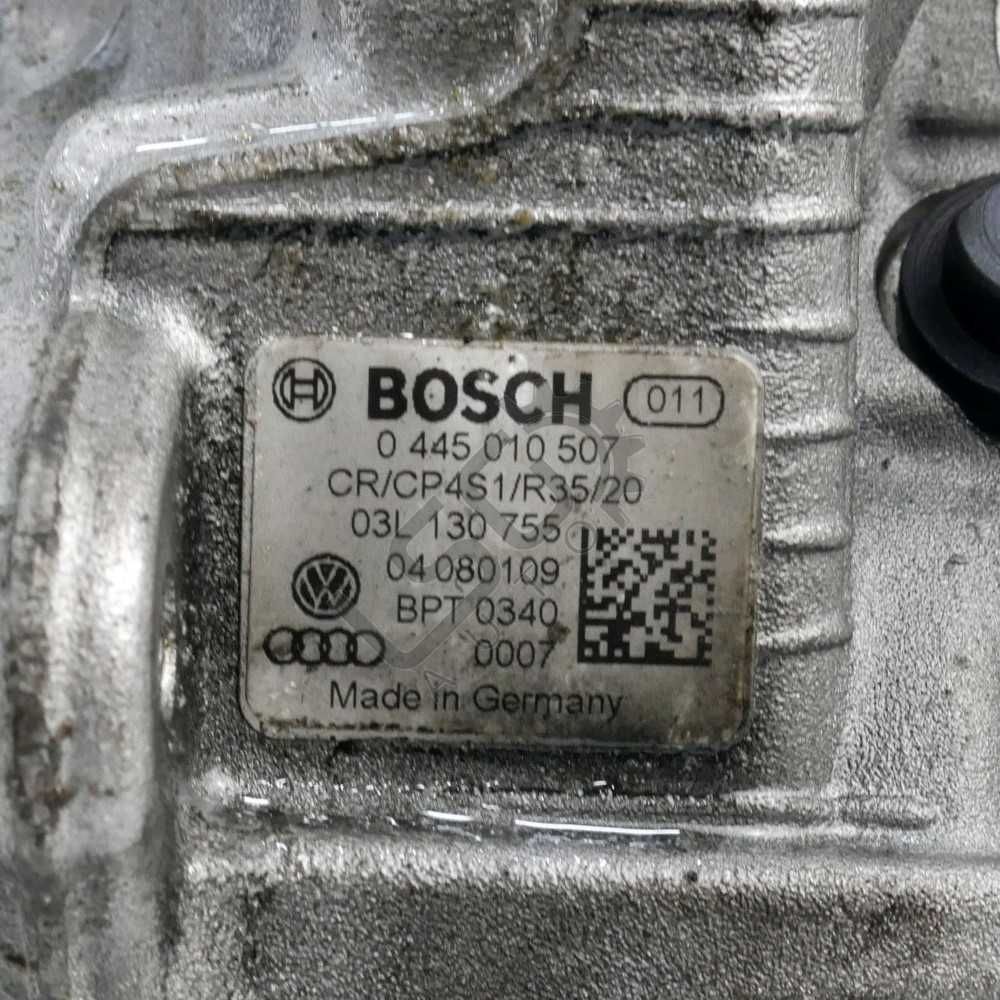 BOSCH 011
0 445 010 507
CR/CP4S1/R35/20
03L 130 755
04 080109
BPT 0340
0007
Made in Germany